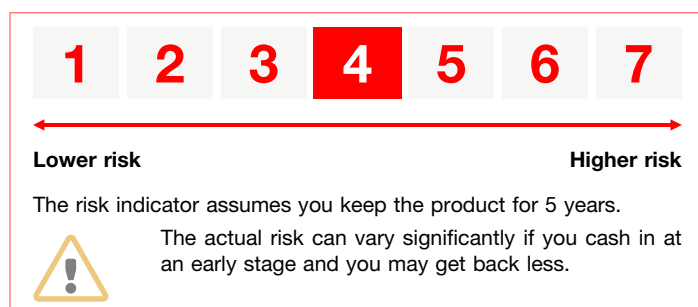 1 2 3 4 5 6 7
Lower risk Higher risk
The risk indicator assumes you keep the product for 5 years.
The actual risk can vary significantly if you cash in at
an early stage and you may get back less.